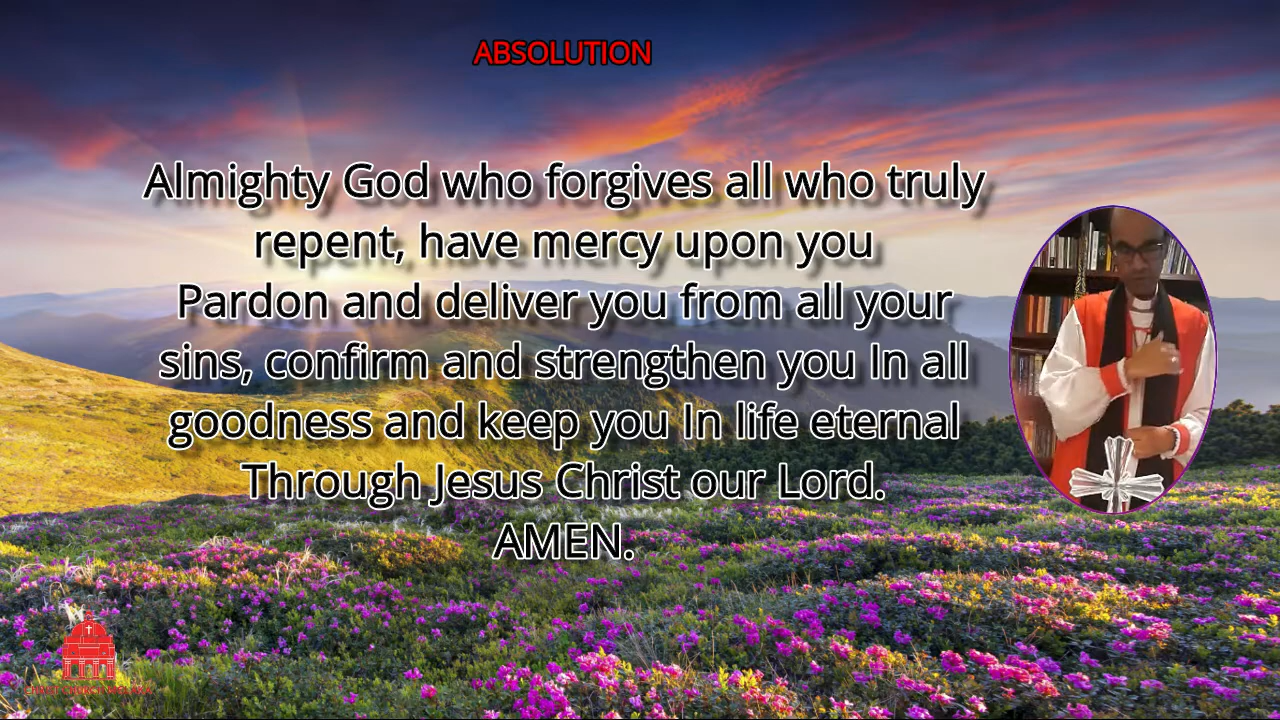 ABSOLUTION
Almighty God who forgives all who truly
repent, have mercy upon you
Pardon and deliver you from all your
sins, confirm and strengthen you In all
goodness and keep you In life eternal
Through Jesus Christ our Lord.
AMEN.
CHRIST CHURCH